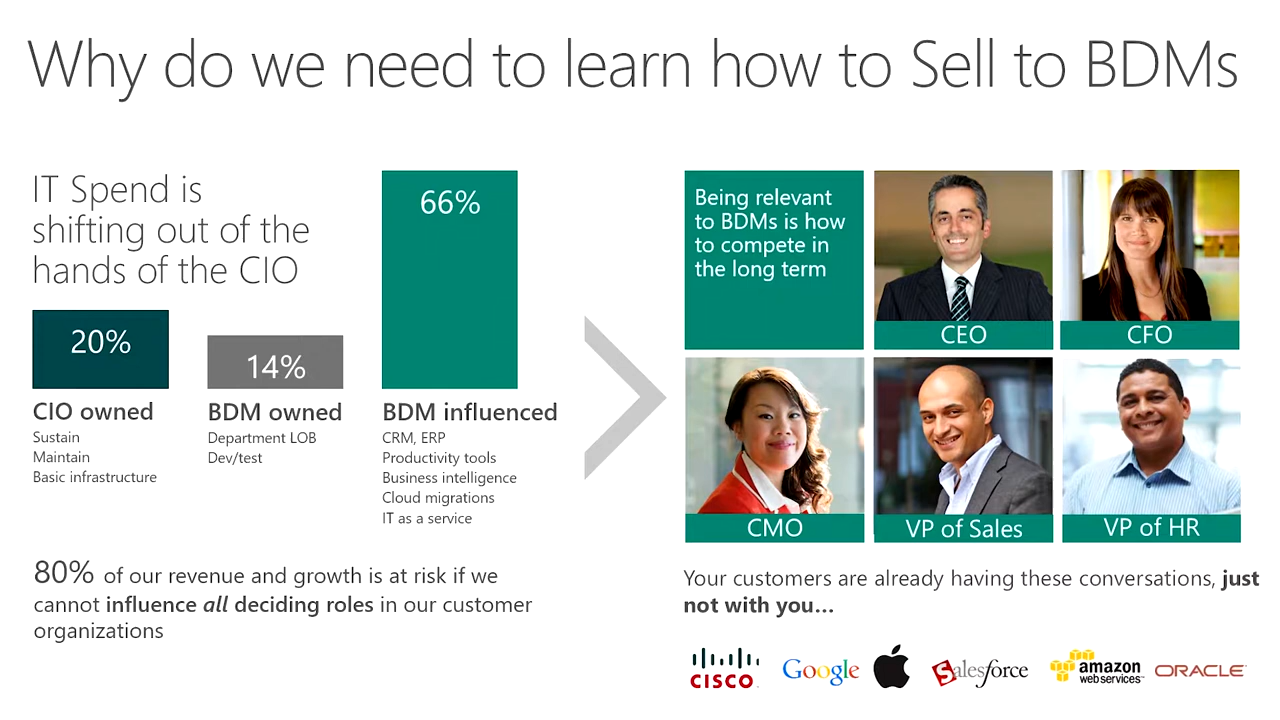 Why do we need to learn how to Sell to BDMs
IT Spend is
shifting out of the
hands of the CIO
20%
14%
66%
CIO owned
Sustain
Maintain
Basic infrastructure
BDM owned
Department LOB
Dev/test
BDM influenced
CRM, ERP
Productivity tools
Business intelligence
Cloud migrations
IT as a service
80% of our revenue and growth is at risk if we
cannot influence all deciding roles in our customer
organizations
Being relevant
to BDMs is how
to compete in
the long term
CEO
CFO
CMO
VP of Sales
VP of HR
Your customers are already having these conversations, just
not with you...
CISCO
Google
Salesforce
amazon
webservices™
ORACLE